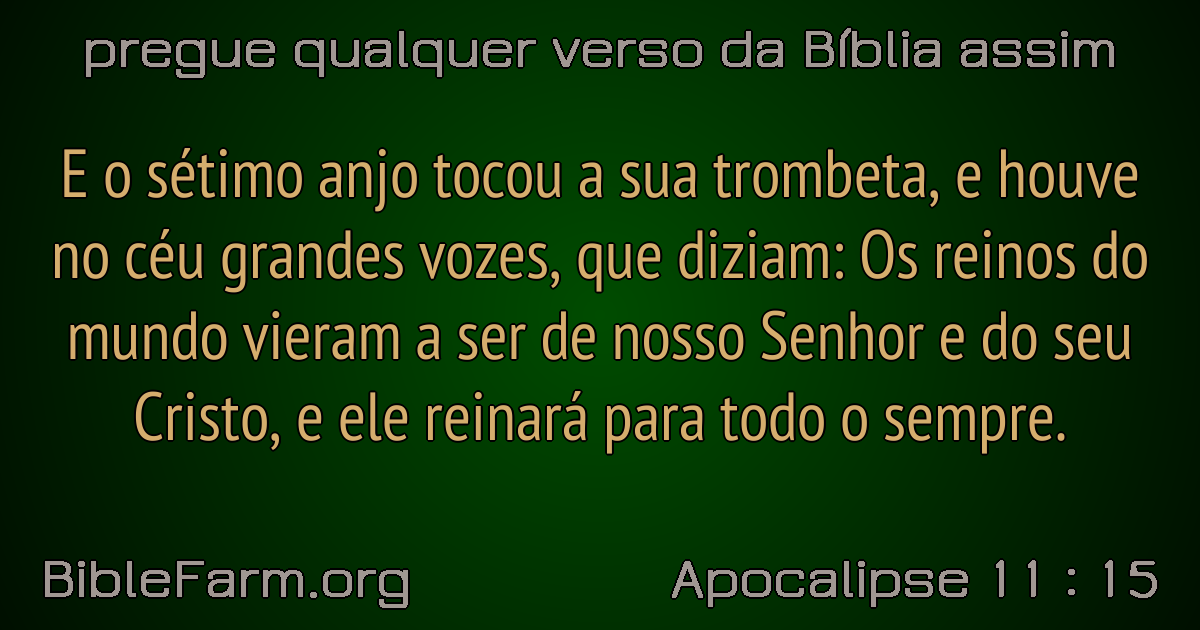 pregue qualquer verso da Bíblia assim
E o sétimo anjo tocou a sua trombeta, e houve
no céu grandes vozes, que diziam: Os reinos do
mundo vieram a ser de nosso Senhor e do seu
Cristo, e ele reinará para todo o sempre.
BibleFarm.org
Apocalipse 11 : 15